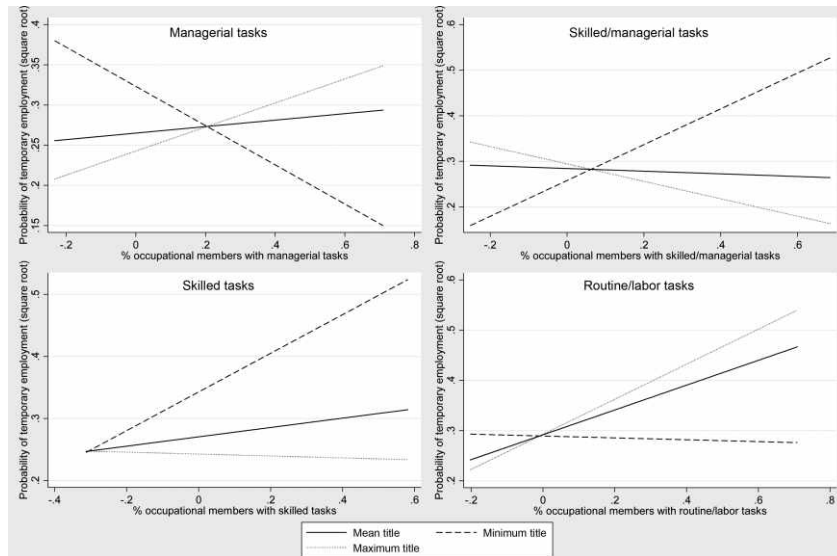 Managerial tasks
Probability of temporary employment (square root)
.4
.35
.3
.25
.2
.15
-.2 0 .2 .4 .6 .8
% occupational members with managerial tasks
Skilled/managerial tasks
Probability of temporary employment (square root)
.6
.5
.4
.3
.2
-.2 0 .2 .4 .6
% occupational members with skilled/managerial tasks
Skilled tasks
Probability of temporary employment (square root)
.5
.4
.3
.2
-.4 -.2 0 .2 .4 .6
% occupational members with skilled tasks
Routine/labor tasks
Probability of temporary employment (square root)
.6
.5
.4
.3
.2
-.2 0 .2 .4 .6 .8
% occupational members with routine/labor tasks
Mean title Minimum title
Maximum title